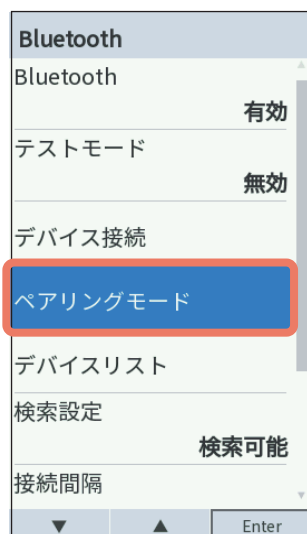 Bluetooth
Bluetooth
有効
テストモード
無効
デバイス接続
ペアリングモード
デバイスリスト
検索設定
検索可能
接続間隔
▼ ▲ Enter